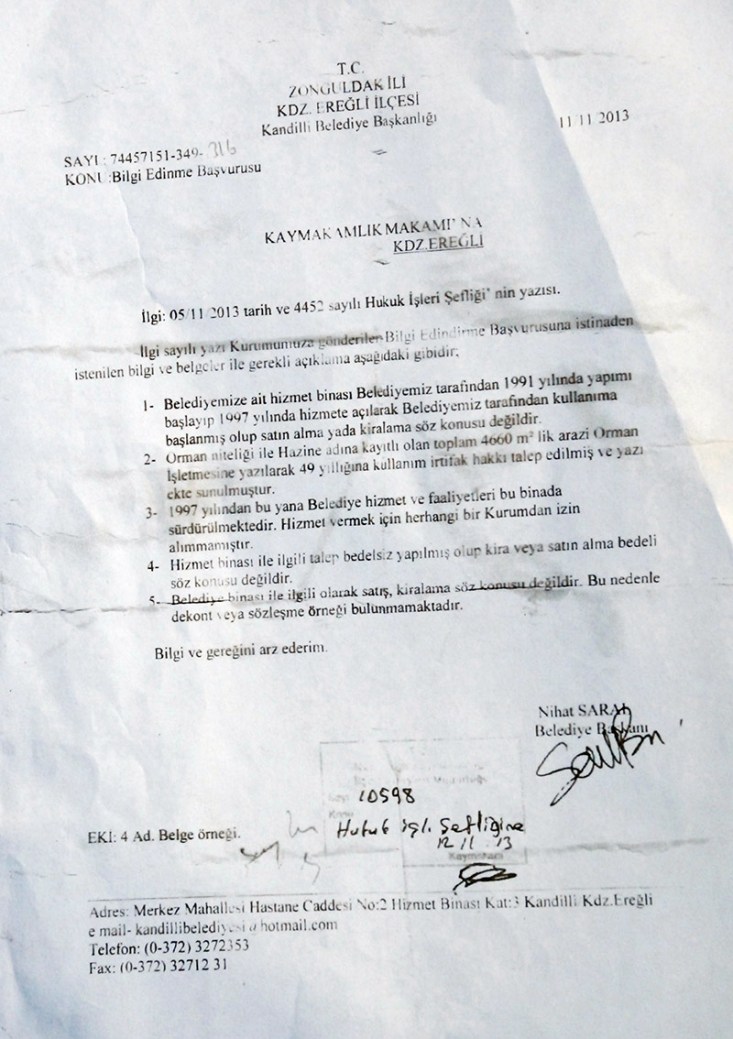 T.C.
ZONGULDAK İLİ
KDZ. EREĞLİ İLÇESİ
Kandilli Belediye Başkanlığı
11/11/2013
SAYI : 74457151-349- 316
KONU :Bilgi Edinme Başvurusu
KAYMAKAMLIK MAKAMI' NA
KDZ.EREĞLİ
İlgi: 05/11/2013 tarih ve 4452 sayılı Hukuk İşleri Şefliği' nin yazısı.
İlgi sayılı yazı Kurumumuza gönderilen Bilgi Edindirme Başvurusuna istinaden
istenilen bilgi ve belgeler ile gerekli açıklama aşağıdaki gibidir;
1- Belediyemize ait hizmet binası Belediyemiz tarafından 1991 yılında yapımı
başlayıp 1997 yılında hizmete açılarak Belediyemiz tarafından kullanıma
başlanmış olup satın alma yada kiralama söz konusu değildir.
2- Orman niteliği ile Hazine adına kayıtlı olan toplam 4660 m² lik arazi Orman
İşletmesine yazılarak 49 yıllığına kullanım irtifak hakkı talep edilmiş ve yazı
ekte sunulmuştur.
3- 1997 yılından bu yana Belediye hizmet ve faaliyetleri bu binada
sürdürülmektedir. Hizmet vermek için herhangi bir Kurumdan izin
alınmamıştır.
4- Hizmet binası ile ilgili talep bedelsiz yapılmış olup kira veya satın alma bedeli
söz konusu değildir.
5- Belediye binası ile ilgili olarak satış, kiralama söz konusu değildir. Bu nedenle
dekont veya sözleşme örneği bulunmamaktadır.
Bilgi ve gereğini arz ederim.
Nihat SARAL
Belediye Başkanı
10598
Hukuk işl. Şefliğine
12 11 13
Kaymakam
EKİ: 4 Ad. Belge örneği.
Adres: Merkez Mahallesi Hastane Caddesi No:2 Hizmet Binası Kat:3 Kandilli Kdz.Ereğli
e mail- kandillibelediyesi@hotmail.com
Telefon: (0-372) 3272353
Fax: (0-372) 32712 31